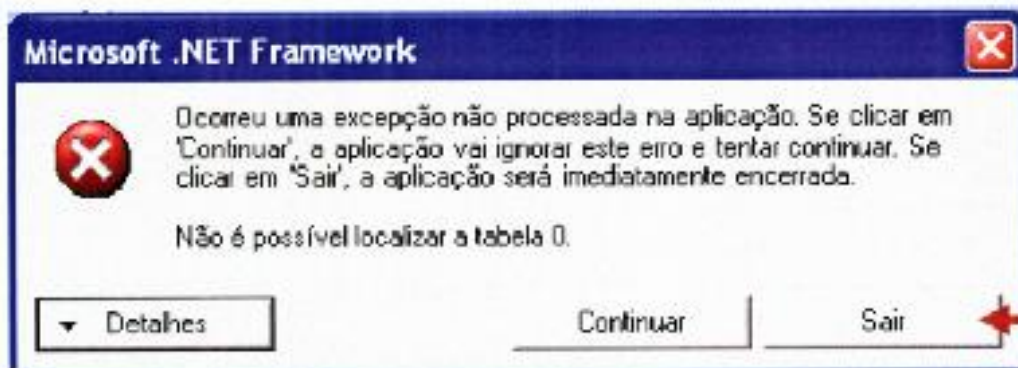 Microsoft .NET Framework
Ocorreu uma excepção não processada na aplicação. Se clicar em
'Continuar', a aplicação vai ignorar este erro e tentar continuar. Se
clicar em 'Sair', a aplicação será imediatamente encerrada.
Não é possível localizar a tabela 0.
Detalhes
Continuar
Sair